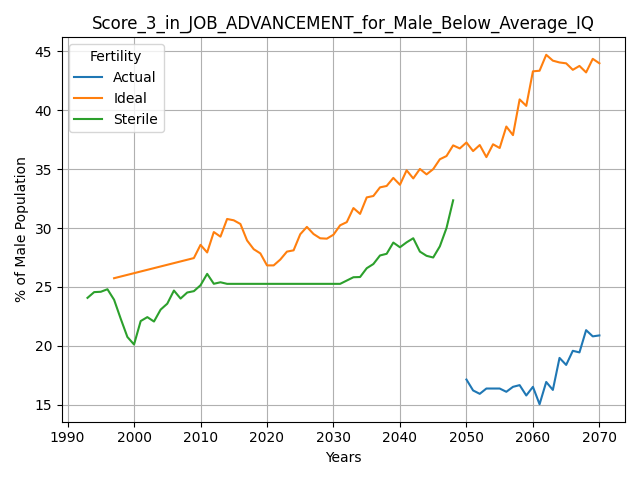 Score_3_in_JOB_ADVANCEMENT_for_Male_Below_Average_IQ
Fertility
Actual
Ideal
Sterile
% of Male Population
45
40
35
30
25
20
15
1990 2000 2010 2020 2030 2040 2050 2060 2070
Years